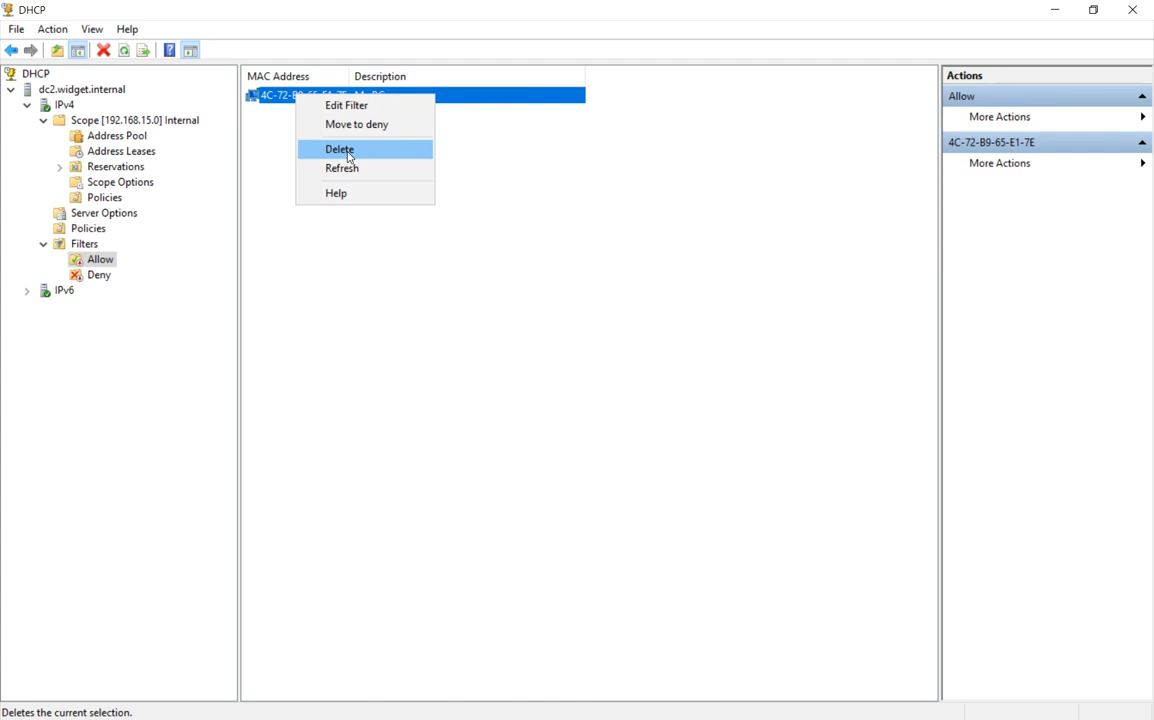 DHCP
File Action View Help
DHCP
dc2.widget.internal
IPv4
Scope [192.168.15.0] Internal
Address Pool
Address Leases
Reservations
Scope Options
Policies
Server Options
Policies
Filters
Allow
Deny
IPv6
MAC Address Description
Edit Filter
Move to deny
Delete
Refresh
Help
Actions
Allow
More Actions
4C-72-B9-65-E1-7E
More Actions
Deletes the current selection.